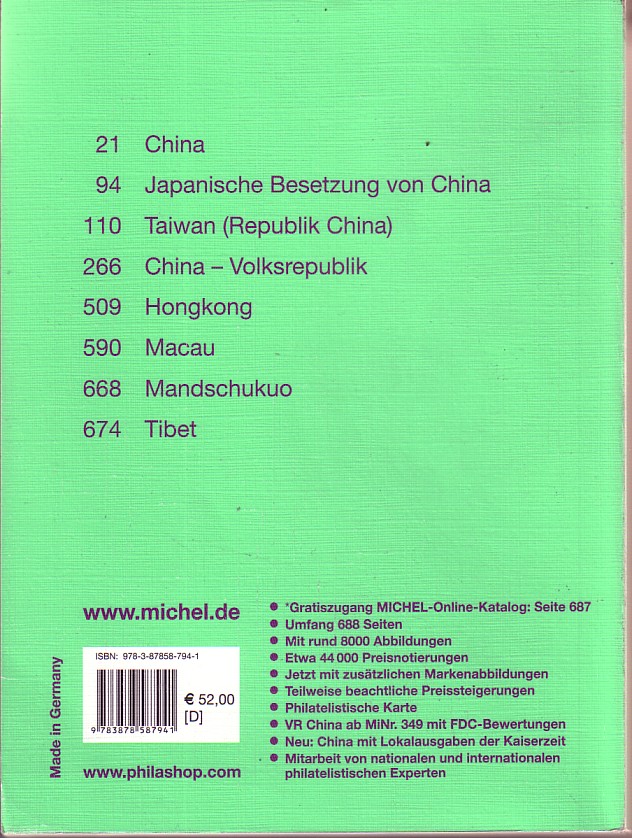 21 China
94 Japanische Besetzung von China
110 Taiwan (Republik China)
266 China – Volksrepublik
509 Hongkong
590 Macau
668 Mandschukuo
674 Tibet
www.michel.de
ISBN: 978-3-87858-794-1
€ 52,00
[D]
9 783878 587941
www.philashop.com
Made in Germany
● *Gratiszugang MICHEL-Online-Katalog: Seite 687
● Umfang 688 Seiten
● Mit rund 8000 Abbildungen
● Etwa 44 000 Preisnotierungen
● Jetzt mit zusätzlichen Markenabbildungen
● Teilweise beachtliche Preissteigerungen
● Philatelistische Karte
● VR China ab MiNr. 349 mit FDC-Bewertungen
● Neu: China mit Lokalausgaben der Kaiserzeit
● Mitarbeit von nationalen und internationalen
philatelistischen Experten